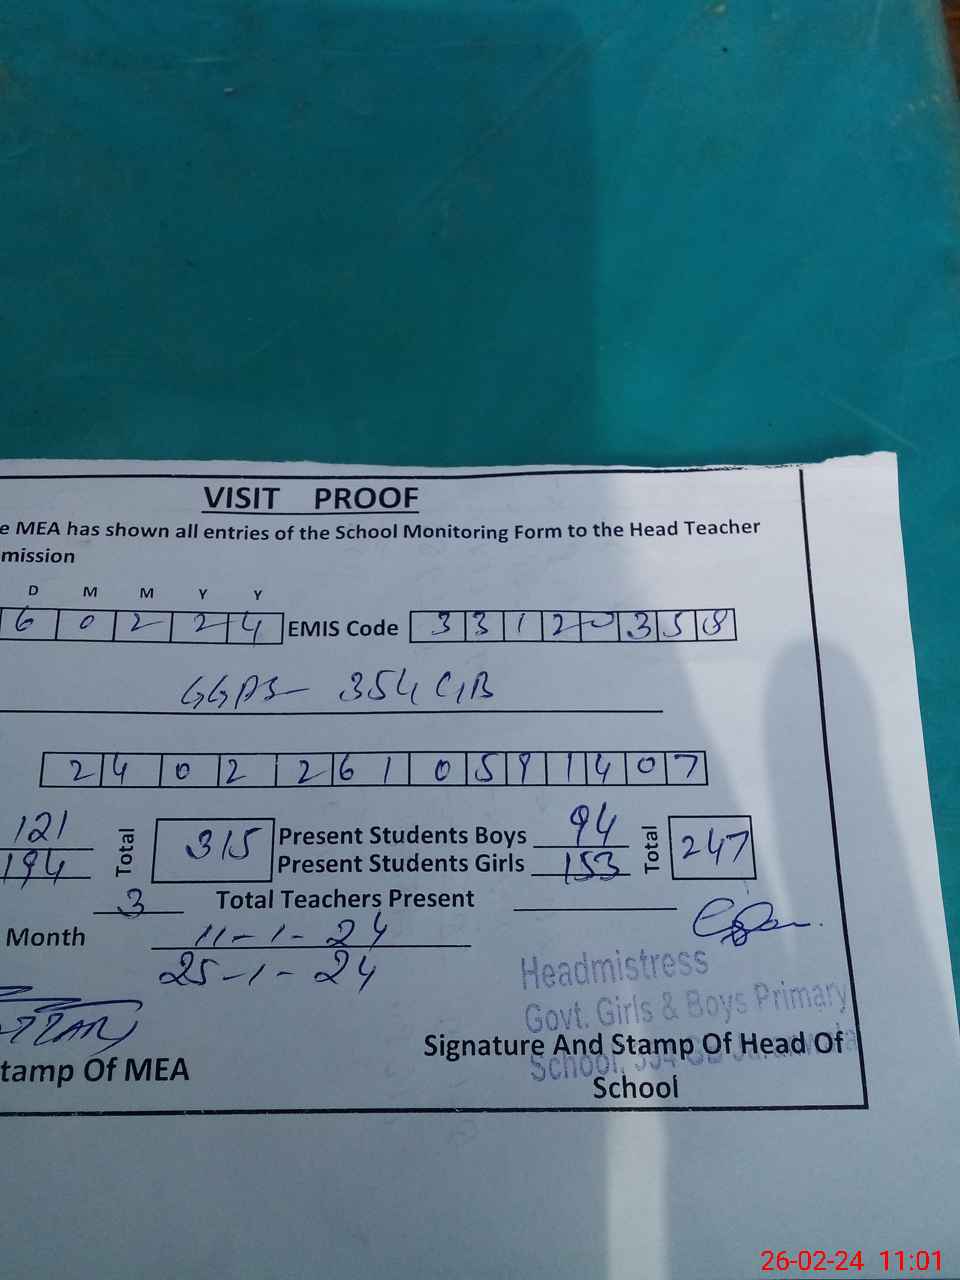 VISIT PROOF
e MEA has shown all entries of the School Monitoring Form to the Head Teacher
mission
D M M Y Y
6 0 2 2 4 EMIS Code 3 3 1 2 0 3 5 8
GGPS- 354 GB
2 4 0 2 2 6 1 0 5 9 1 4 0 7
121 Total 315 Present Students Boys 94 Total 247
194 Present Students Girls 153
3 Total Teachers Present
Month 11-1-24
25-1-24
Headmistress
Govt. Girls & Boys Primary
Signature And Stamp Of Head Of
School, 354 GB
tamp Of MEA
School
26-02-24 11:01